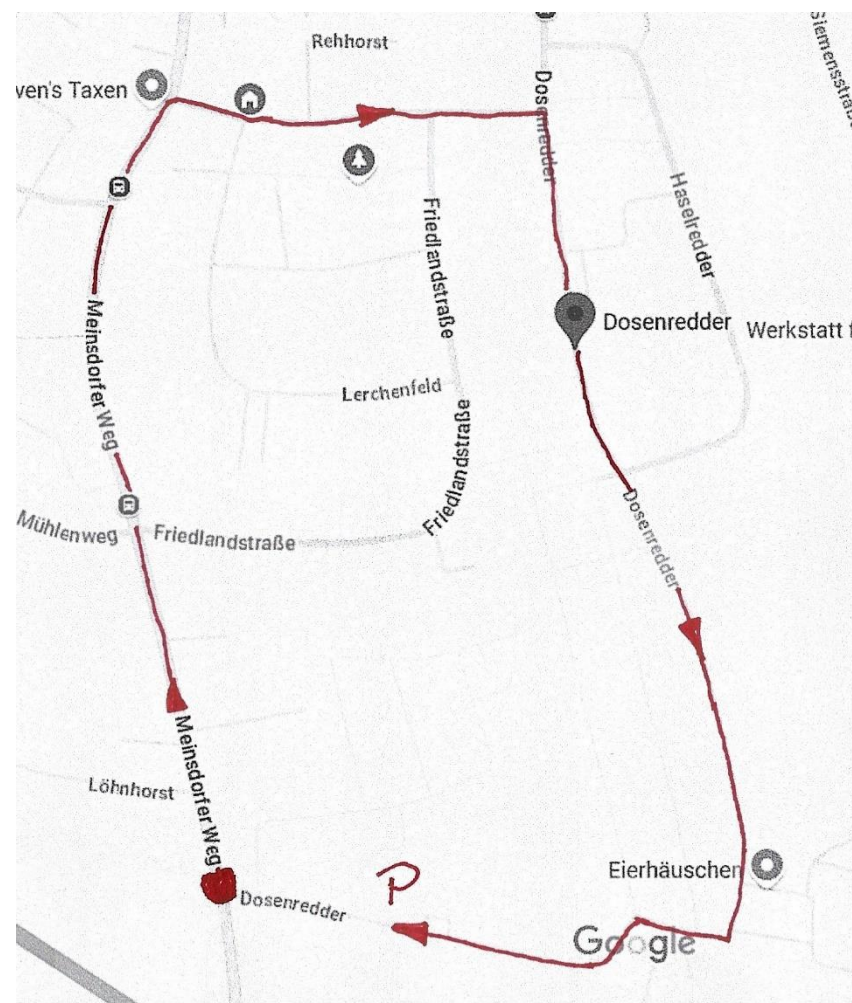 Rehhorst
Siemensstraße
ven's Taxen
Dosenredder
Haselredder
Friedlandstraße
Meinsdorfer Weg
Dosenredder
Werkstatt f
Lerchenfeld
Friedlandstraße
Mühlenweg
Friedlandstraße
Dosenredder
Meinsdorfer Weg
Löhnhorst
Eierhäuschen
P
Dosenredder
Google